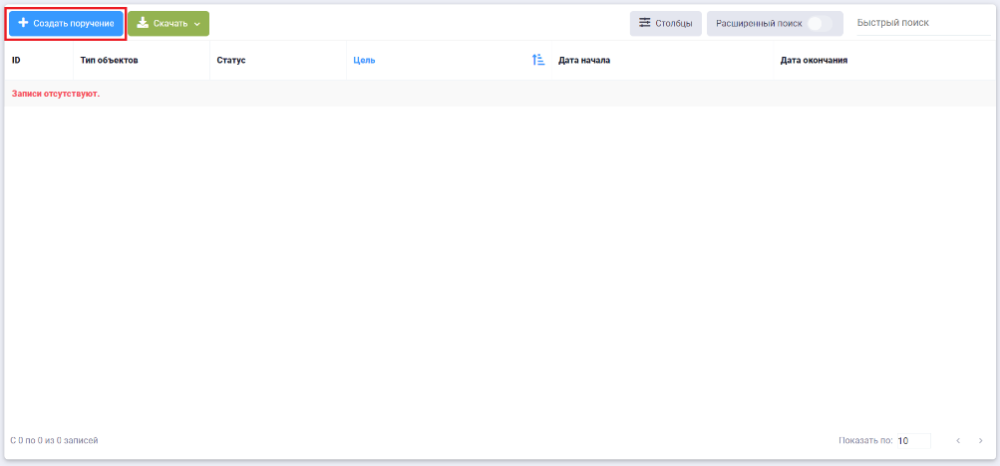 Создать поручение Скачать Столбцы Расширенный поиск Быстрый поиск
ID Тип объектов Статус Цель Дата начала Дата окончания
Записи отсутствуют.
С 0 по 0 из 0 записей Показать по: 10